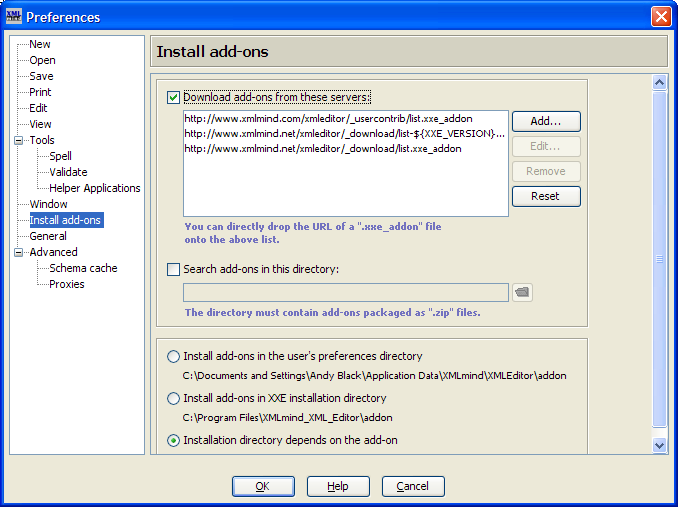 XML
Preferences
New
Open
Save
Print
Edit
View
Tools
Spell
Validate
Helper Applications
Window
Install add-ons
General
Advanced
Schema cache
Proxies
Install add-ons
Download add-ons from these servers:
http://www.xmlmind.com/xmleditor/_usercontrib/list.xxe_addon
http://www.xmlmind.net/xmleditor/_download/list-${XXE_VERSION}...
http://www.xmlmind.net/xmleditor/_download/list.xxe_addon
Add...
Edit...
Remove
Reset
You can directly drop the URL of a ".xxe_addon" file
onto the above list.
Search add-ons in this directory:
The directory must contain add-ons packaged as ".zip" files.
Install add-ons in the user's preferences directory
C:\Documents and Settings\Andy Black\Application Data\XMLmind\XMLEditor\addon
Install add-ons in XXE installation directory
C:\Program Files\XMLmind_XML_Editor\addon
Installation directory depends on the add-on
OK
Help
Cancel